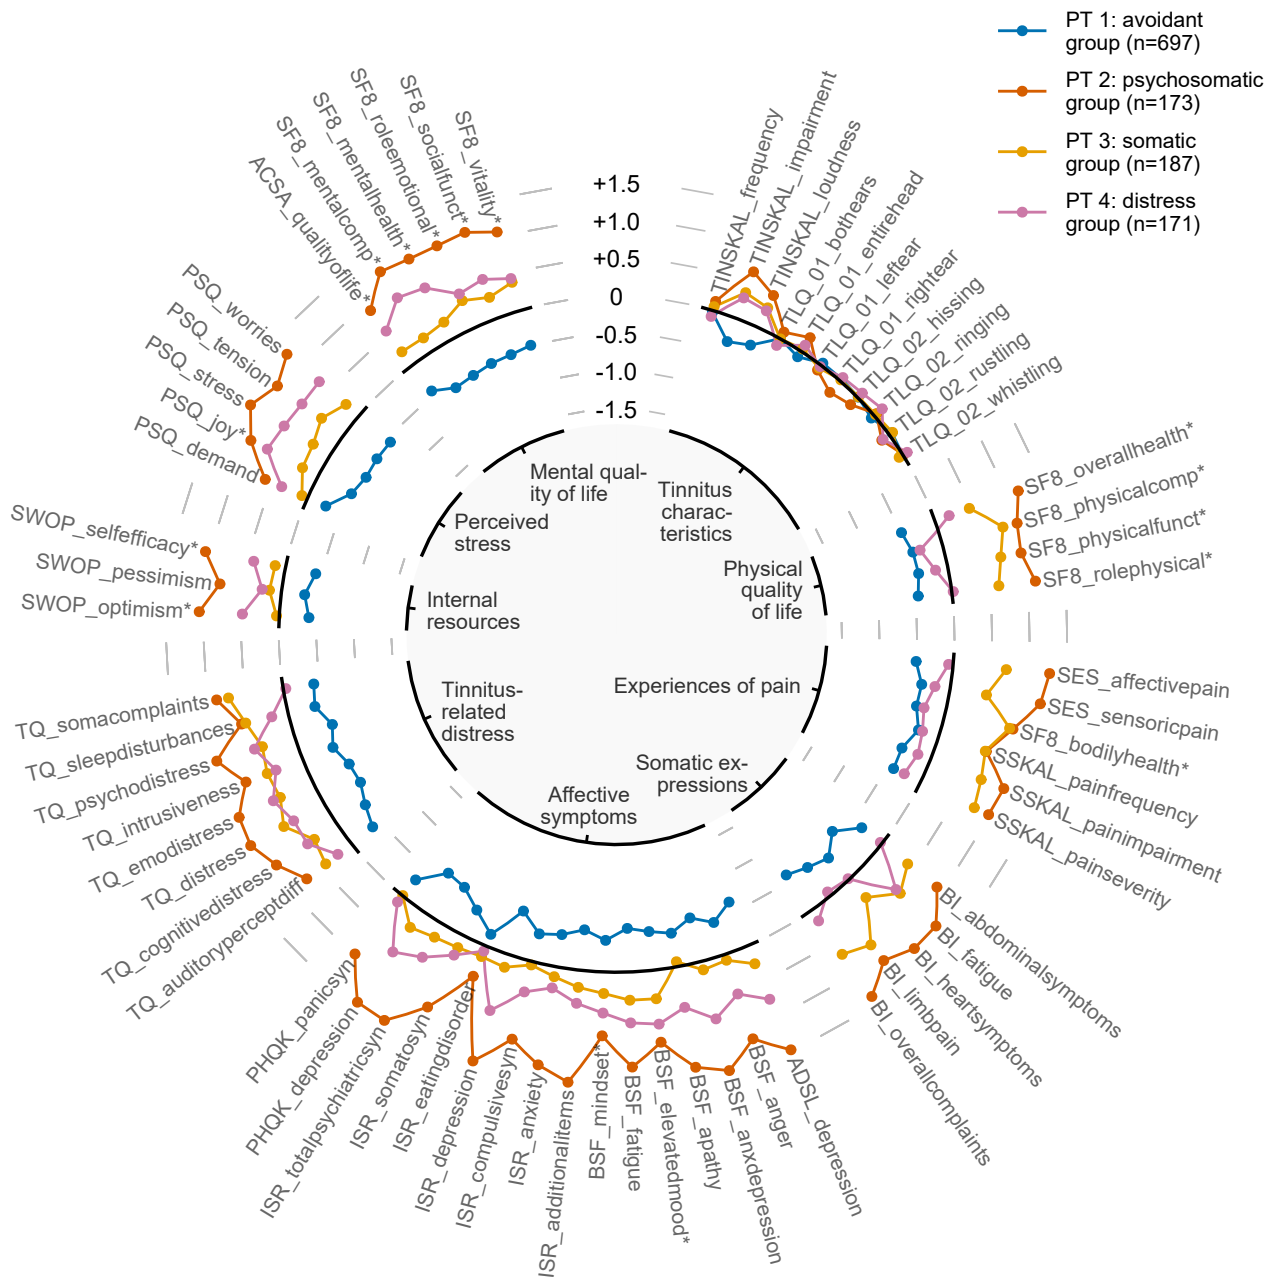 PT 1: avoidant
group (n=697)
PT 2: psychosomatic
group (n=173)
PT 3: somatic
group (n=187)
PT 4: distress
group (n=171)
+1.5
+1.0
+0.5
0
-0.5
-1.0
-1.5
TINSKAL_frequency
TINSKAL_impairment
TINSKAL_loudness
TLQ_01_bothears
TLQ_01_entirehead
TLQ_01_leftear
TLQ_01_rightear
TLQ_02_hissing
TLQ_02_ringing
TLQ_02_rustling
TLQ_02_whistling
SF8_overallhealth*
SF8_physicalcomp*
SF8_physicalfunct*
SF8_rolephysical*
SES_affectivepain
SES_sensoricpain
SF8_bodilyhealth*
SSKAL_painfrequency
SSKAL_painimpairment
SSKAL_painseverity
BI_abdominalsymptoms
BI_fatigue
BI_heartsymptoms
BI_limbpain
BI_overallcomplaints
ADSL_depression
BSF_anger
BSF_anxdepression
BSF_apathy
BSF_elevatedmood*
BSF_fatigue
BSF_mindset*
ISR_additionalitems
ISR_anxiety
ISR_compulsivesyn
ISR_depression
ISR_eatingdisorder
ISR_somatosyn
ISR_totalpsychiatricsyn
PHQK_depression
PHQK_panicsyn
TQ_auditoryperceptdiff
TQ_cognitivedistress
TQ_distress
TQ_emodistress
TQ_intrusiveness
TQ_psychodistress
TQ_sleepdisturbances
TQ_somacomplaints
SWOP_optimism*
SWOP_pessimism
SWOP_selfefficacy*
PSQ_demand
PSQ_joy*
PSQ_stress
PSQ_tension
PSQ_worries
ACSA_qualityoflife*
SF8_mentalcomp*
SF8_mentalhealth*
SF8_roleemotional*
SF8_socialfunct*
SF8_vitality*
Mental qual-
ity of life
Tinnitus
charac-
teristics
Perceived
stress
Physical
quality
of life
Internal
resources
Experiences of pain
Tinnitus-
related
distress
Somatic ex-
pressions
Affective
symptoms